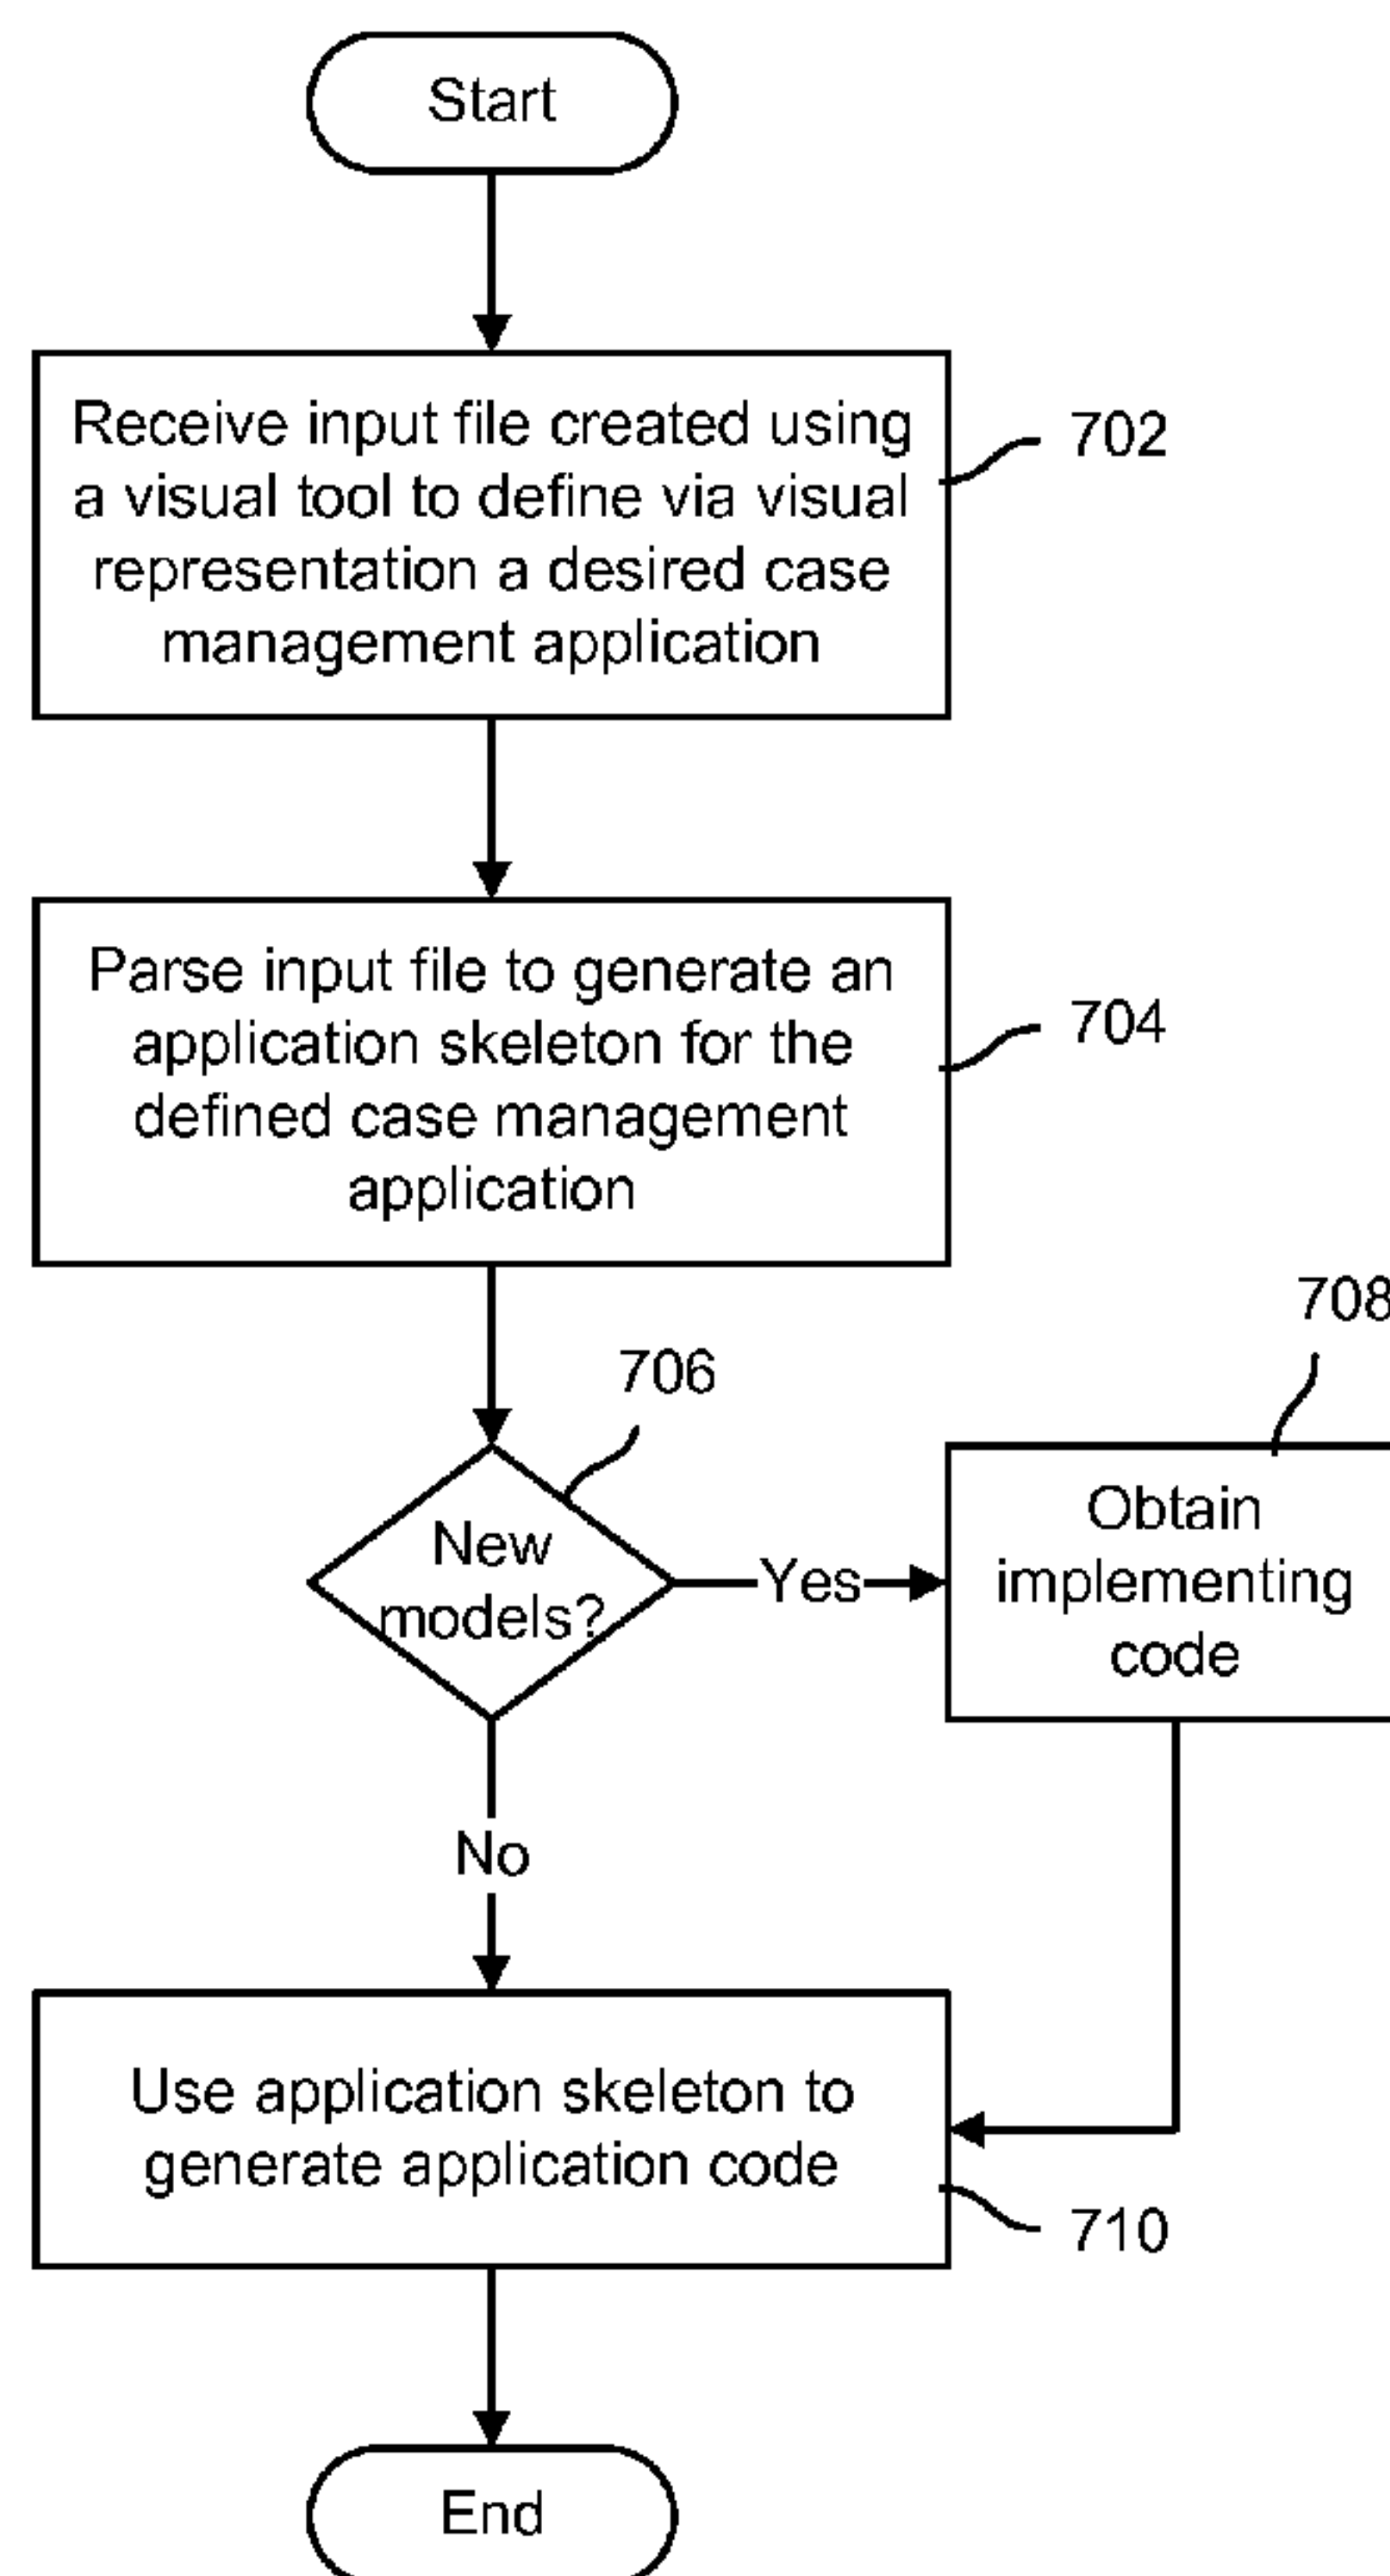 Start
Receive input file created using
a visual tool to define via visual
representation a desired case
management application
702
Parse input file to generate an
application skeleton for the
defined case management
application
704
706
New
models?
Yes
708
Obtain
implementing
code
No
Use application skeleton to
generate application code
710
End